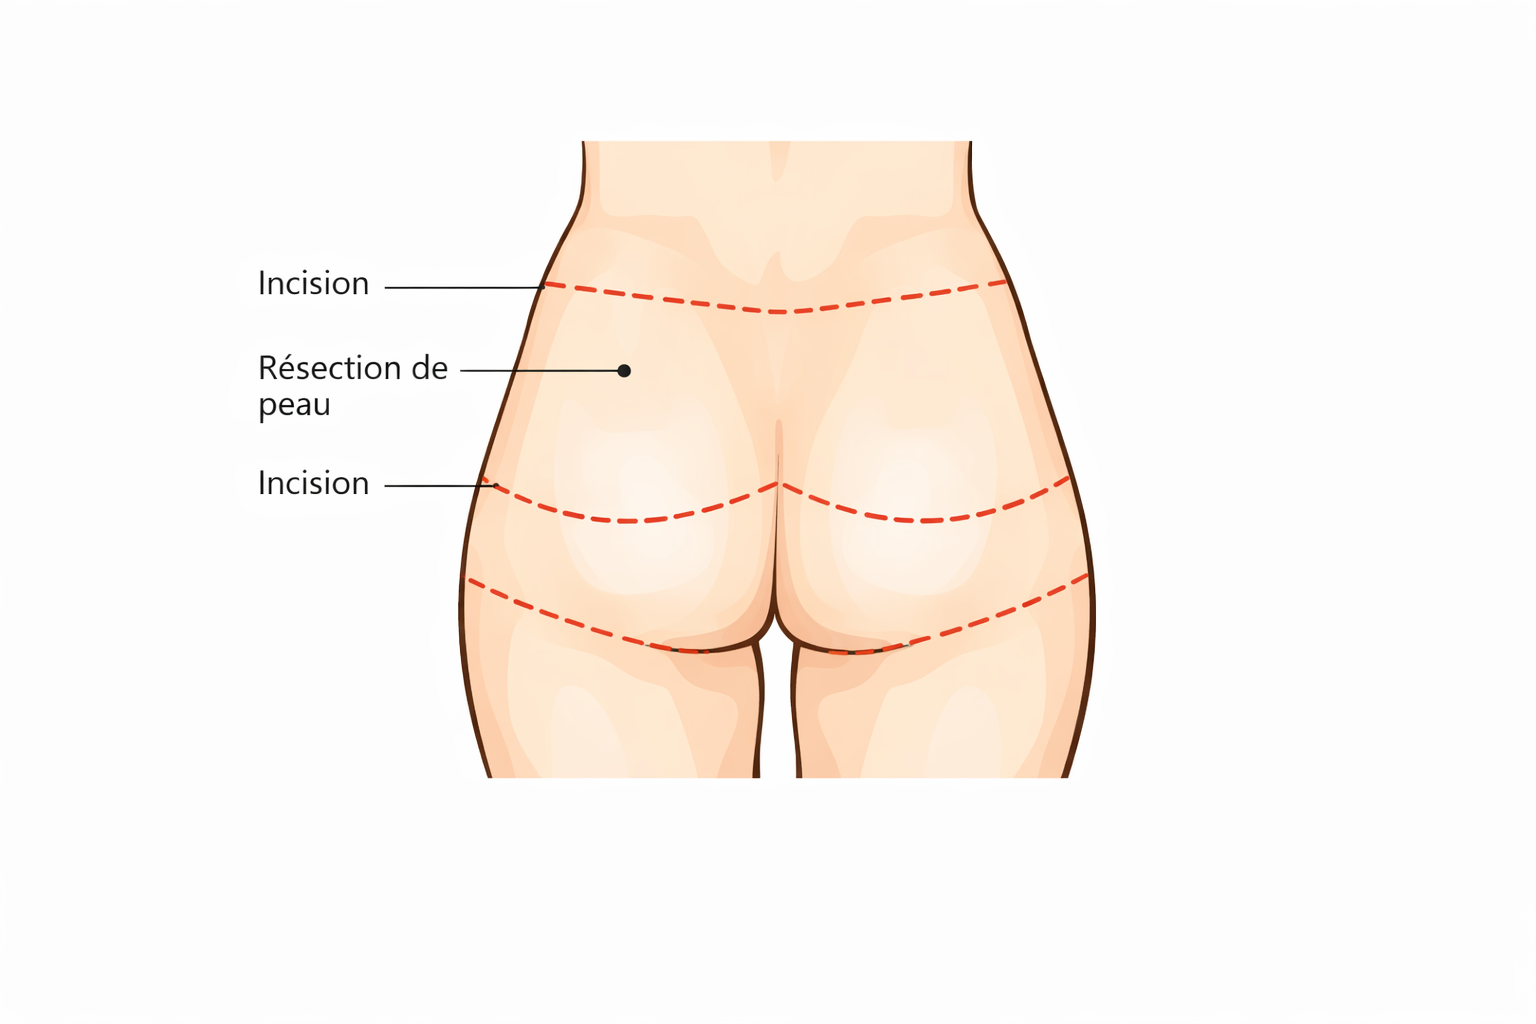 Incision
Résection de
peau
Incision